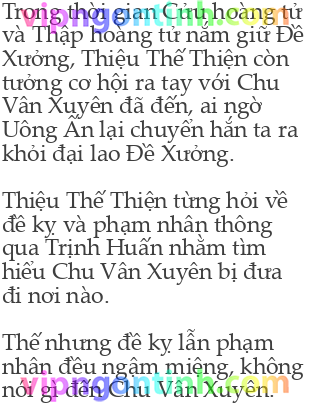 vipngontinh.com
Trong thời gian Cửu hoàng tử
và Thập hoàng tử nắm giữ Đề
Xưởng, Thiệu Thế Thiện còn
tưởng cơ hội ra tay với Chu
Vân Xuyên đã đến, ai ngờ
Uông Ấn lại chuyển hắn ta ra
khỏi đại lao Đề Xưởng.
Thiệu Thế Thiện từng hỏi về
đề kỵ và phạm nhân thông
qua Trịnh Huấn nhằm tìm
hiểu Chu Vân Xuyên bị đưa
đi nơi nào.
Thế nhưng đề kỵ lẫn phạm
nhân đều ngậm miệng, không
nói gì đến Chu Vân Xuyên.
vipngontinh.com